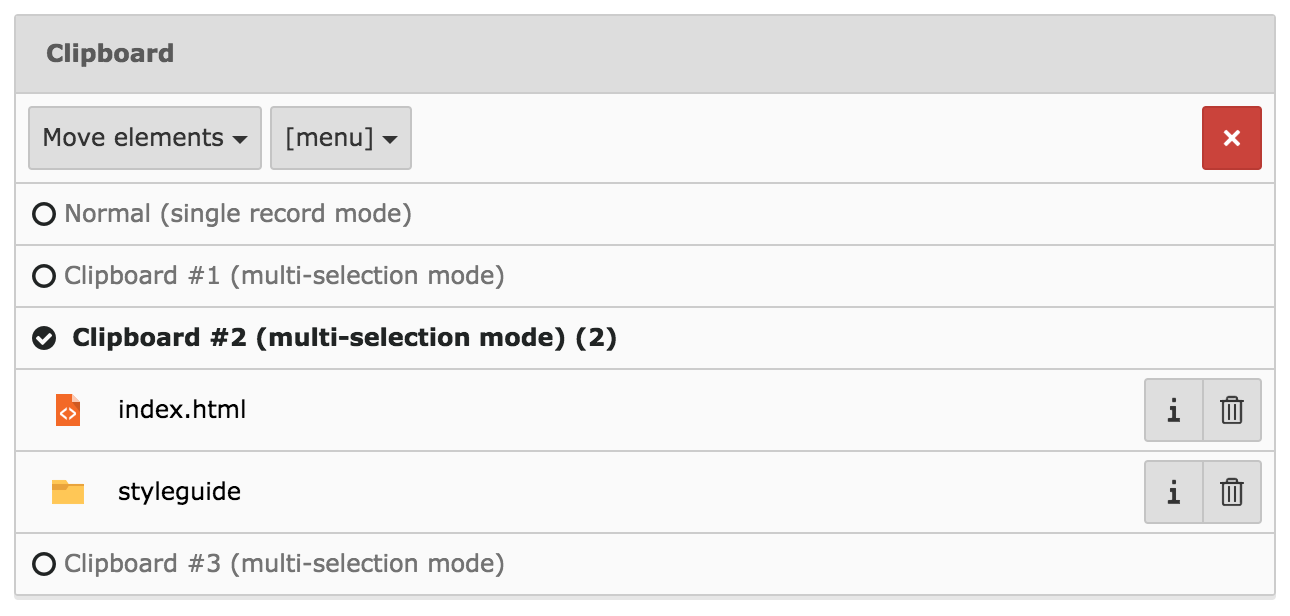 Clipboard
Move elements [menu]
Normal (single record mode)
Clipboard #1 (multi-selection mode)
Clipboard #2 (multi-selection mode) (2)
index.html
styleguide
Clipboard #3 (multi-selection mode)